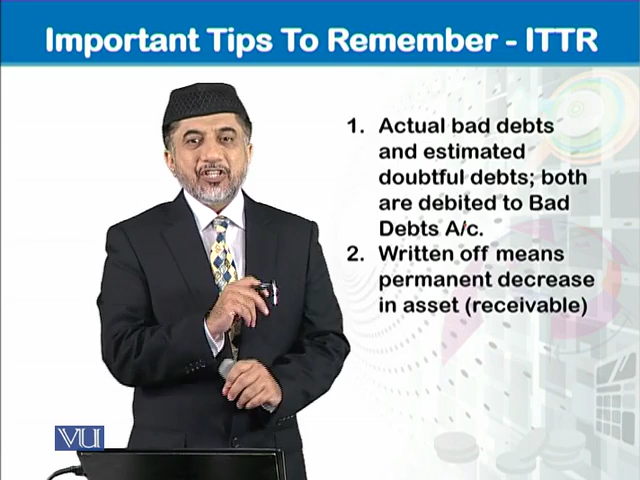 Important Tips To Remember - ITTR
1. Actual bad debts
and estimated
doubtful debts; both
are debited to Bad
Debts A/c.
2. Written off means
permanent decrease
in asset (receivable)
VU